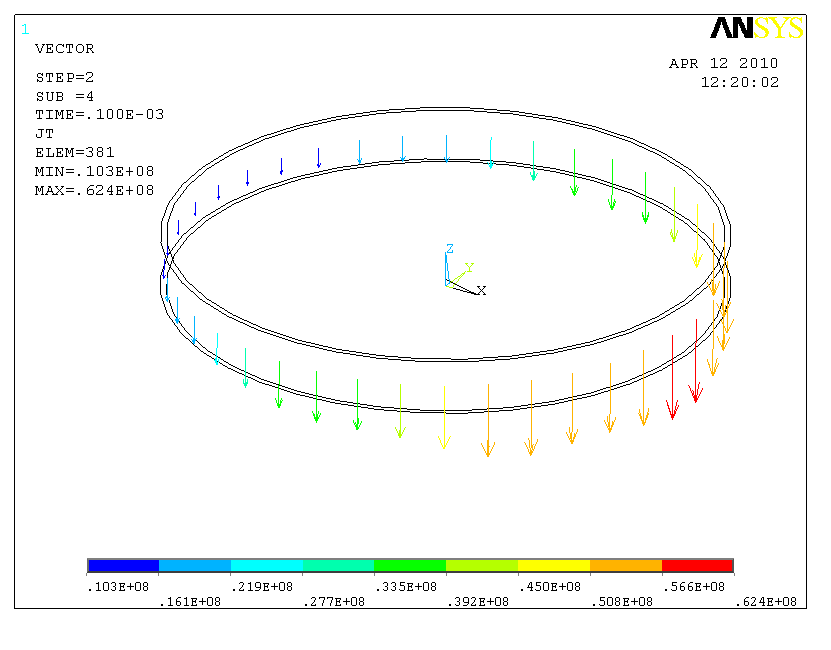 1
ANSYS
VECTOR
APR 12 2010
STEP=2
12:20:02
SUB =4
TIME=.100E-03
JT
ELEM=381
MIN=.103E+08
MAX=.624E+08
Z
Y
X
.103E+08 .219E+08 .335E+08 .450E+08 .566E+08
.161E+08 .277E+08 .392E+08 .508E+08 .624E+08